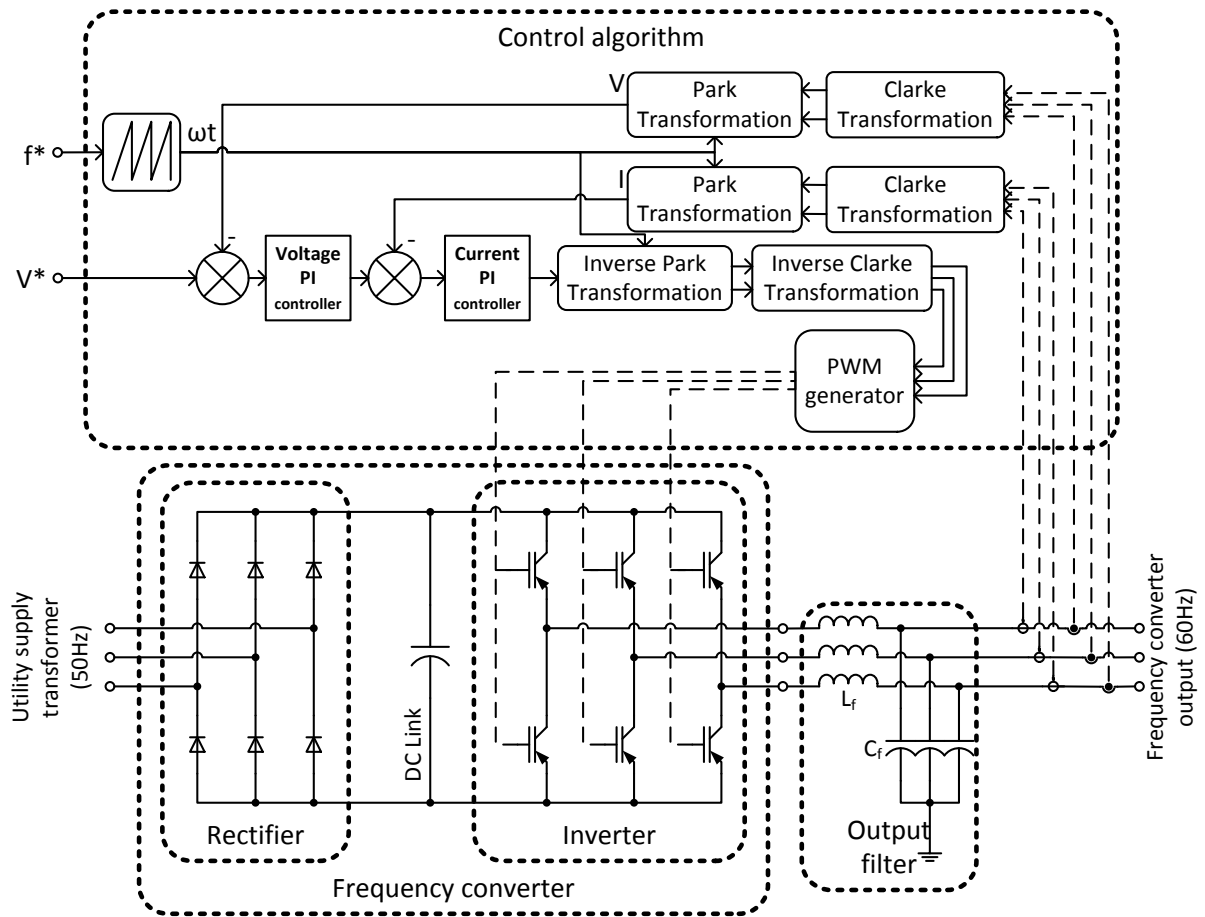 Control algorithm
V
Park
Transformation
Clarke
Transformation
f*
ωt
I
Park
Transformation
Clarke
Transformation
-
-
V*
Voltage
PI
controller
Current
PI
controller
Inverse Park
Transformation
Inverse Clarke
Transformation
PWM
generator
Utility supply
transformer
(50Hz)
DC Link
Lf
Cf
Frequency converter
output (60Hz)
Rectifier
Inverter
Output
filter
Frequency converter